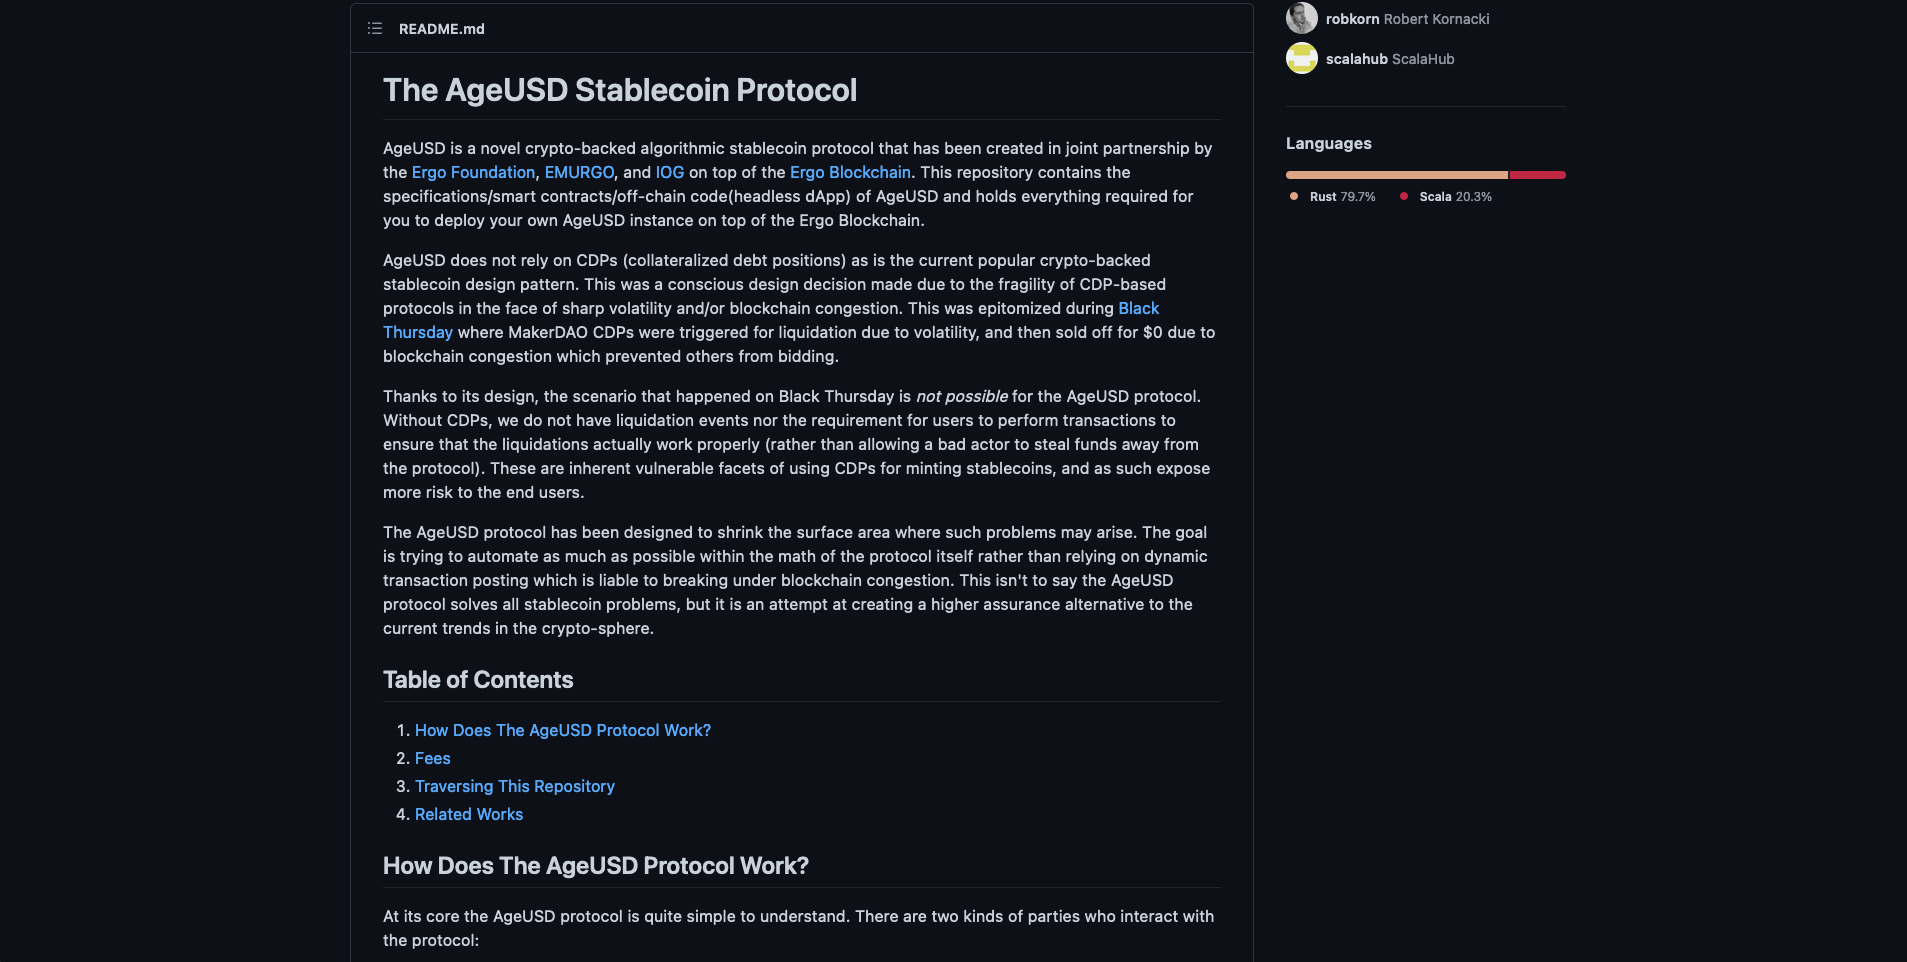 README.md
The AgeUSD Stablecoin Protocol
AgeUSD is a novel crypto-backed algorithmic stablecoin protocol that has been created in joint partnership by
the Ergo Foundation, EMURGO, and IOG on top of the Ergo Blockchain. This repository contains the
specifications/smart contracts/off-chain code(headless dApp) of AgeUSD and holds everything required for
you to deploy your own AgeUSD instance on top of the Ergo Blockchain.
AgeUSD does not rely on CDPs (collateralized debt positions) as is the current popular crypto-backed
stablecoin design pattern. This was a conscious design decision made due to the fragility of CDP-based
protocols in the face of sharp volatility and/or blockchain congestion. This was epitomized during Black
Thursday where MakerDAO CDPs were triggered for liquidation due to volatility, and then sold off for $0 due to
blockchain congestion which prevented others from bidding.
Thanks to its design, the scenario that happened on Black Thursday is not possible for the AgeUSD protocol.
Without CDPs, we do not have liquidation events nor the requirement for users to perform transactions to
ensure that the liquidations actually work properly (rather than allowing a bad actor to steal funds away from
the protocol). These are inherent vulnerable facets of using CDPs for minting stablecoins, and as such expose
more risk to the end users.
The AgeUSD protocol has been designed to shrink the surface area where such problems may arise. The goal
is trying to automate as much as possible within the math of the protocol itself rather than relying on dynamic
transaction posting which is liable to breaking under blockchain congestion. This isn't to say the AgeUSD
protocol solves all stablecoin problems, but it is an attempt at creating a higher assurance alternative to the
current trends in the crypto-sphere.
Table of Contents
1. How Does The AgeUSD Protocol Work?
2. Fees
3. Traversing This Repository
4. Related Works
How Does The AgeUSD Protocol Work?
At its core the AgeUSD protocol is quite simple to understand. There are two kinds of parties who interact with
the protocol:
robkorn Robert Kornacki
scalahub ScalaHub
Languages
Rust 79.7% Scala 20.3%